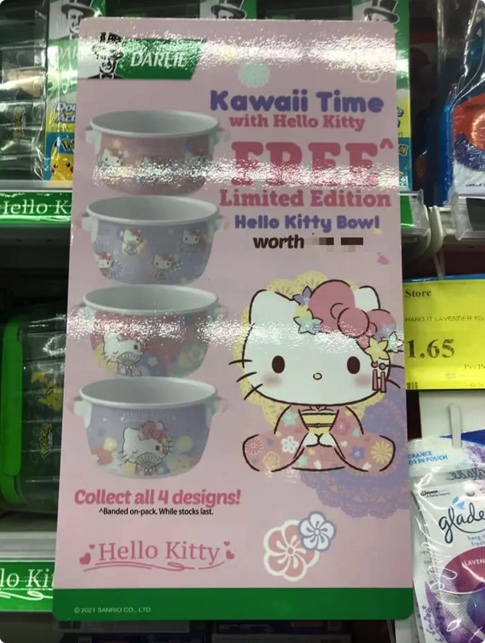 DARLIE
Kawaii Time
with Hello Kitty
FREE^
Limited Edition
Hello Kitty Bowl
worth
Collect all 4 designs!
^Banded on-pack. While stocks last.
Hello Kitty
© 2021 SANRIO CO., LTD.
Hello K
lo Ki
Store
1.65
glade